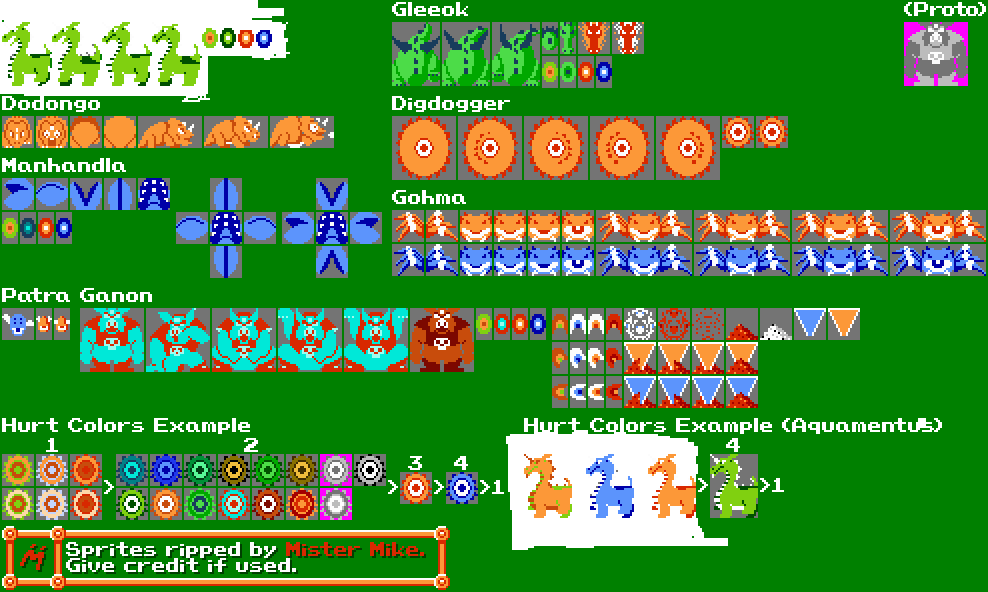 Gleeok
(Proto)
Dodongo
Digdogger
Manhandla
Gohma
Patra Ganon
Hurt Colors Example
1 2
3 4
> > > >1
Hurt Colors Example (Aquamentus)
4
> >1
Sprites ripped by Mister Mike.
Give credit if used.